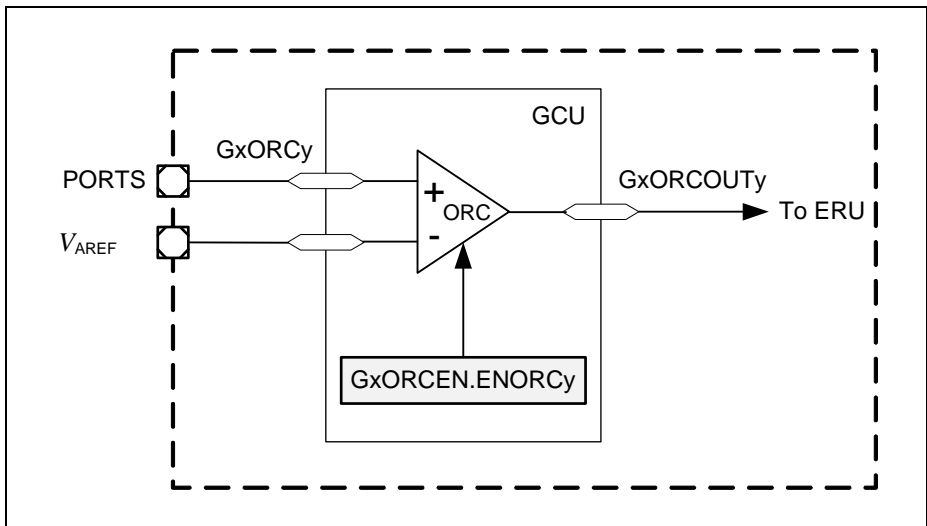 GCU
GxORCy
PORTS
+
ORC
GxORCOUTy
To ERU
VAREF
-
GxORCEN.ENORCy